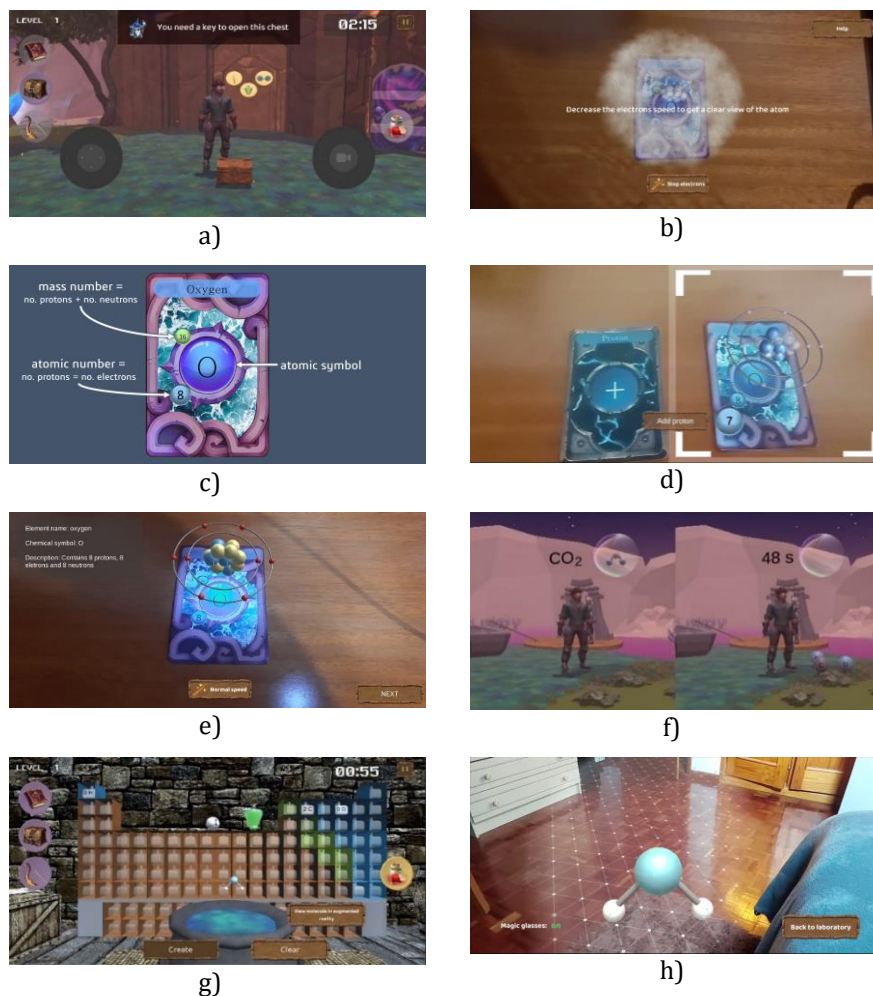 LEVEL 1
You need a key to open this chest
02:15
a)
Help
Decrease the electrons speed to get a clear view of the atom
Stop electrons
b)
mass number =
no. protons + no. neutrons
atomic number =
no. protons = no. electrons
Oxygen
16
O
8
atomic symbol
c)
Proton
Add proton
7
d)
Element name: oxygen
Chemical symbol: O
Description: Contains 8 protons, 8
eletrons and 8 neutrons
Normal speed
NEXT
e)
CO₂
48 s
f)
LEVEL 1
00:55
View molecule in augmented
reality
Create
Clear
g)
Magic glasses: on
Back to laboratory
h)